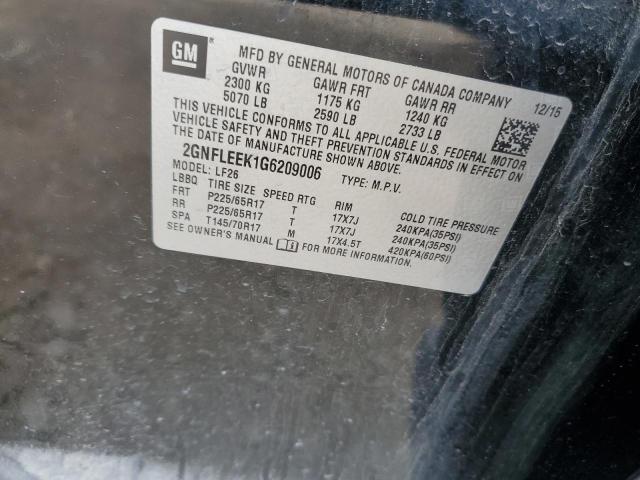 GM
MFD BY GENERAL MOTORS OF CANADA COMPANY
GVWR GAWR FRT GAWR RR 12/15
2300 KG 1175 KG 1240 KG
5070 LB 2590 LB 2733 LB
THIS VEHICLE CONFORMS TO ALL APPLICABLE U.S. FEDERAL MOTOR
VEHICLE SAFETY AND THEFT PREVENTION STANDARDS IN EFFECT ON
THE DATE OF MANUFACTURE SHOWN ABOVE.
2GNFLEEK1G6209006 TYPE: M.P.V.
MODEL: LF26
LBBQ TIRE SIZE SPEED RTG RIM COLD TIRE PRESSURE
FRT P225/65R17 T 17X7J 240KPA(35PSI)
RR P225/65R17 T 17X7J 240KPA(35PSI)
SPA T145/70R17 M 17X4.5T 420KPA(60PSI)
SEE OWNER'S MANUAL FOR MORE INFORMATION.